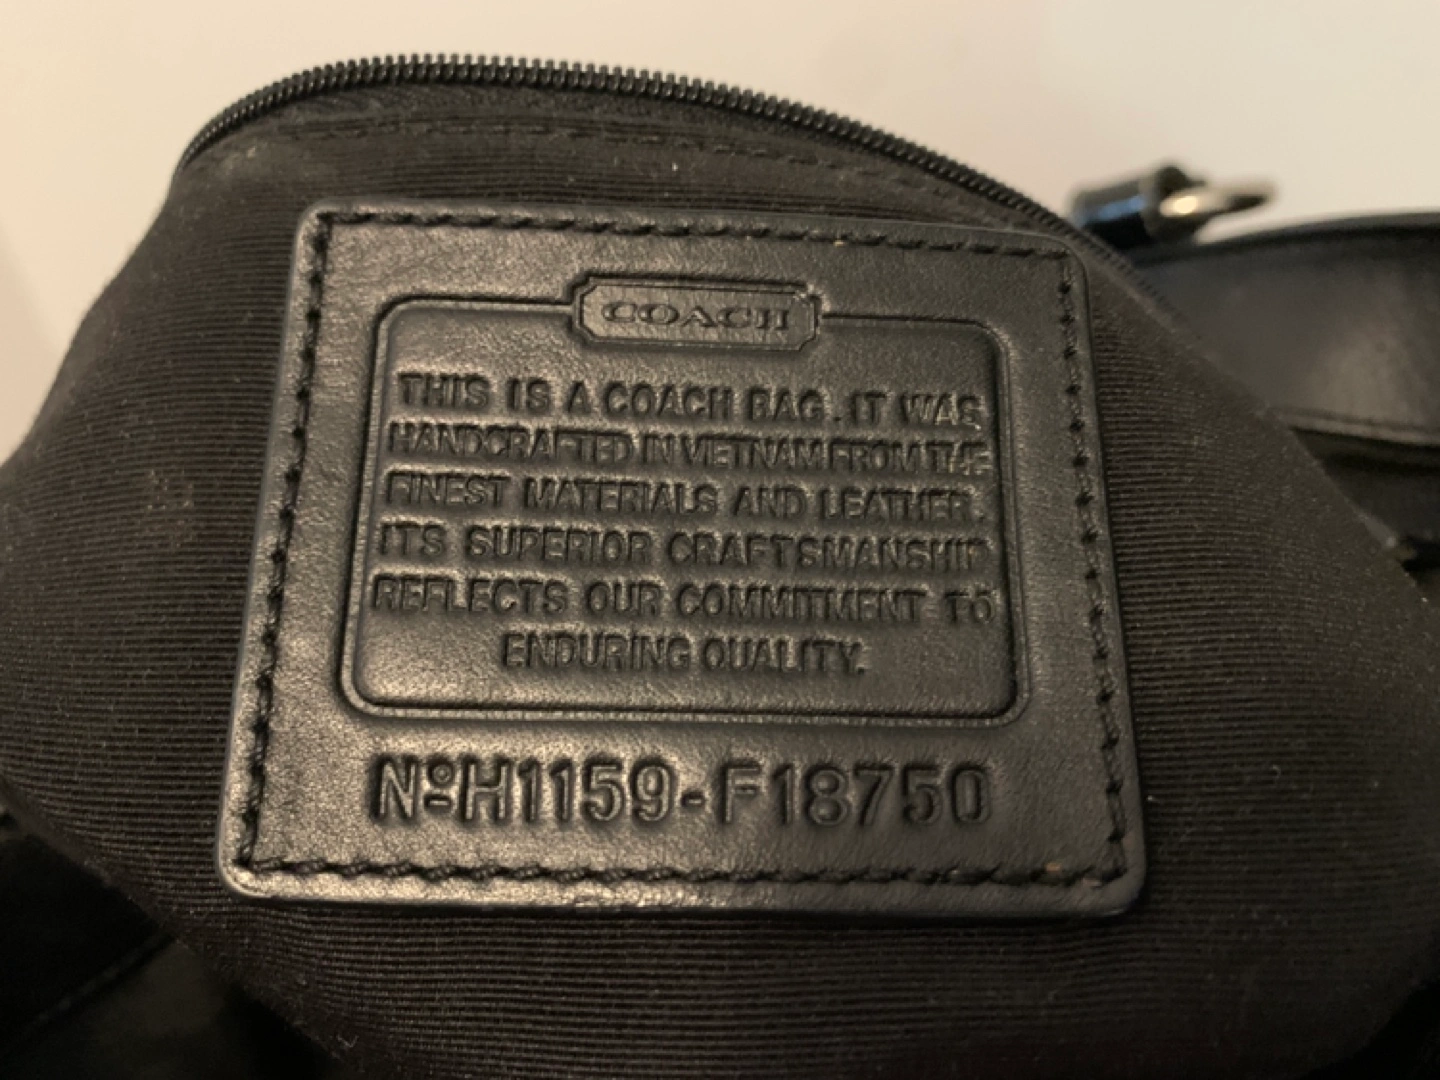 COACH
THIS IS A COACH BAG. IT WAS
HANDCRAFTED IN VIETNAM FROM THE
FINEST MATERIALS AND LEATHER.
ITS SUPERIOR CRAFTSMANSHIP
REFLECTS OUR COMMITMENT TO
ENDURING QUALITY.
Nº H1159-F18750